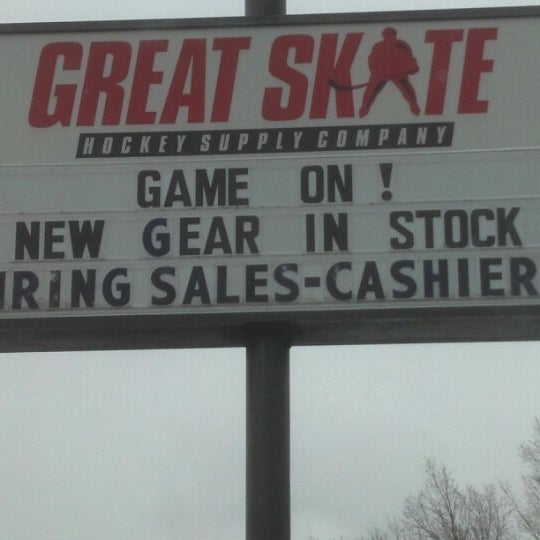 GREAT SKATE
HOCKEY SUPPLY COMPANY
GAME ON !
NEW GEAR IN STOCK
IRING SALES-CASHIER